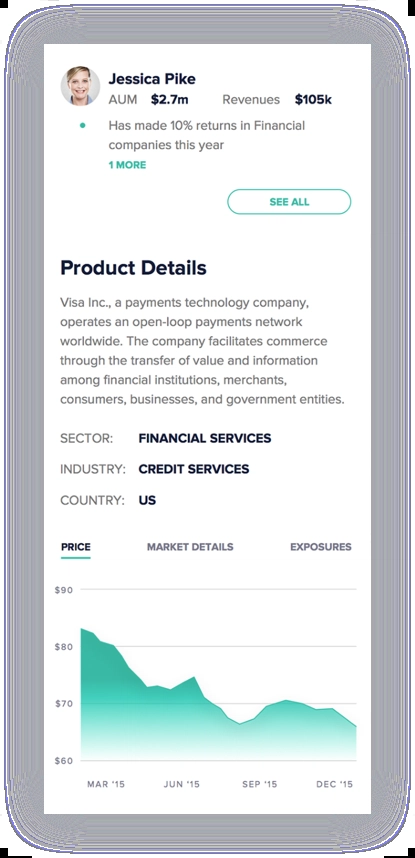 Jessica Pike
AUM $2.7m Revenues $105k
Has made 10% returns in Financial
companies this year
1 MORE
SEE ALL
Product Details
Visa Inc., a payments technology company,
operates an open-loop payments network
worldwide. The company facilitates commerce
through the transfer of value and information
among financial institutions, merchants,
consumers, businesses, and government entities.
SECTOR: FINANCIAL SERVICES
INDUSTRY: CREDIT SERVICES
COUNTRY: US
PRICE MARKET DETAILS EXPOSURES
$90
$80
$70
$60
MAR '15 JUN '15 SEP '15 DEC '15